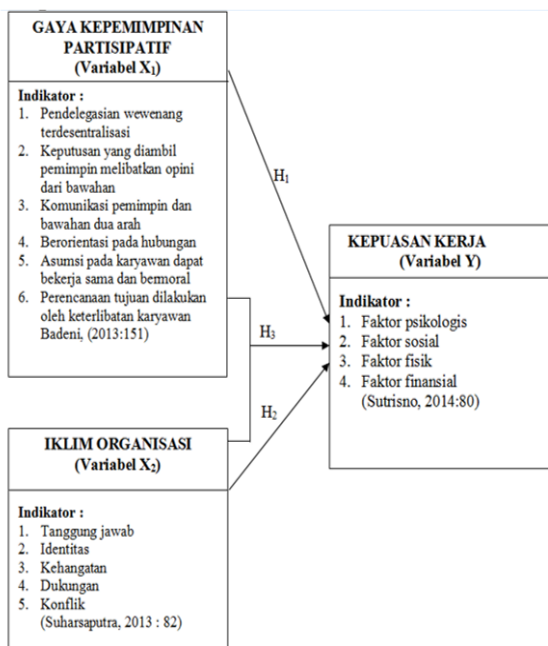 GAYA KEPEMIMPINAN
PARTISIPATIF
(Variabel X₁)
Indikator :
1. Pendelegasian wewenang
terdesentralisasi
2. Keputusan yang diambil
pemimpin melibatkan opini
dari bawahan
3. Komunikasi pemimpin dan
bawahan dua arah
4. Berorientasi pada hubungan
5. Asumsi pada karyawan dapat
bekerja sama dan bermoral
6. Perencanaan tujuan dilakukan
oleh keterlibatan karyawan
Badeni, (2013:151)
H₁
H₃
H₂
KEPUASAN KERJA
(Variabel Y)
Indikator :
1. Faktor psikologis
2. Faktor sosial
3. Faktor fisik
4. Faktor finansial
(Sutrisno, 2014:80)
IKLIM ORGANISASI
(Variabel X₂)
Indikator :
1. Tanggung jawab
2. Identitas
3. Kehangatan
4. Dukungan
5. Konflik
(Suharsaputra, 2013 : 82)